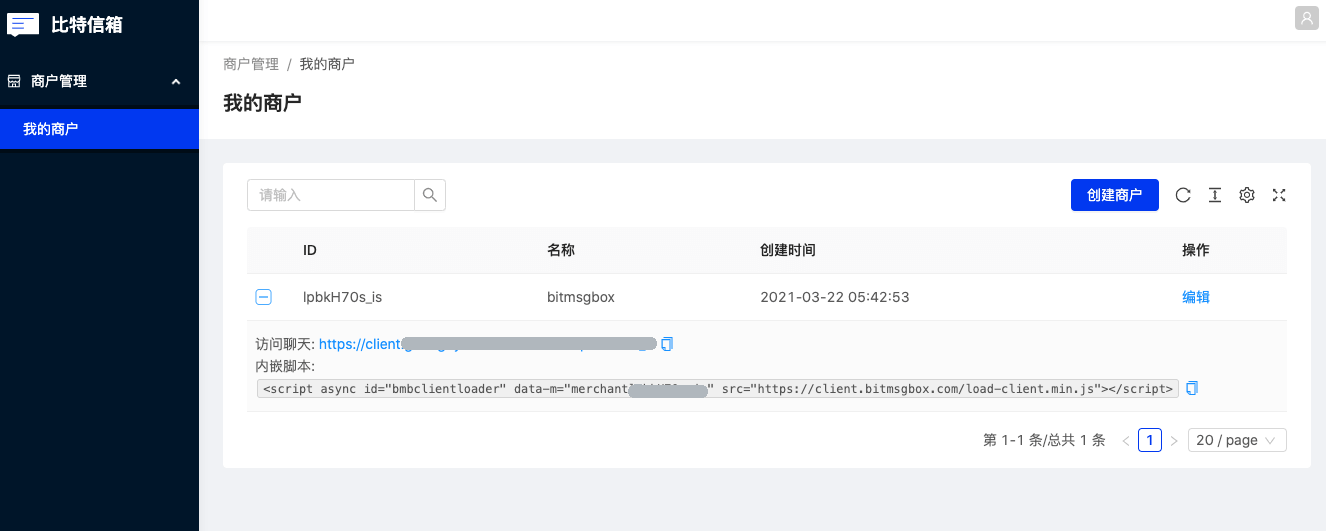 比特信箱
商户管理
我的商户
商户管理 / 我的商户
我的商户
请输入
创建商户
ID 名称 创建时间 操作
lpbkH70s_is bitmsgbox 2021-03-22 05:42:53 编辑
访问聊天: https://client
内嵌脚本:
<script async id="bmbclientloader" data-m="merchant " src="https://client.bitmsgbox.com/load-client.min.js"></script>
第 1-1 条/总共 1 条 < 1 > 20 / page